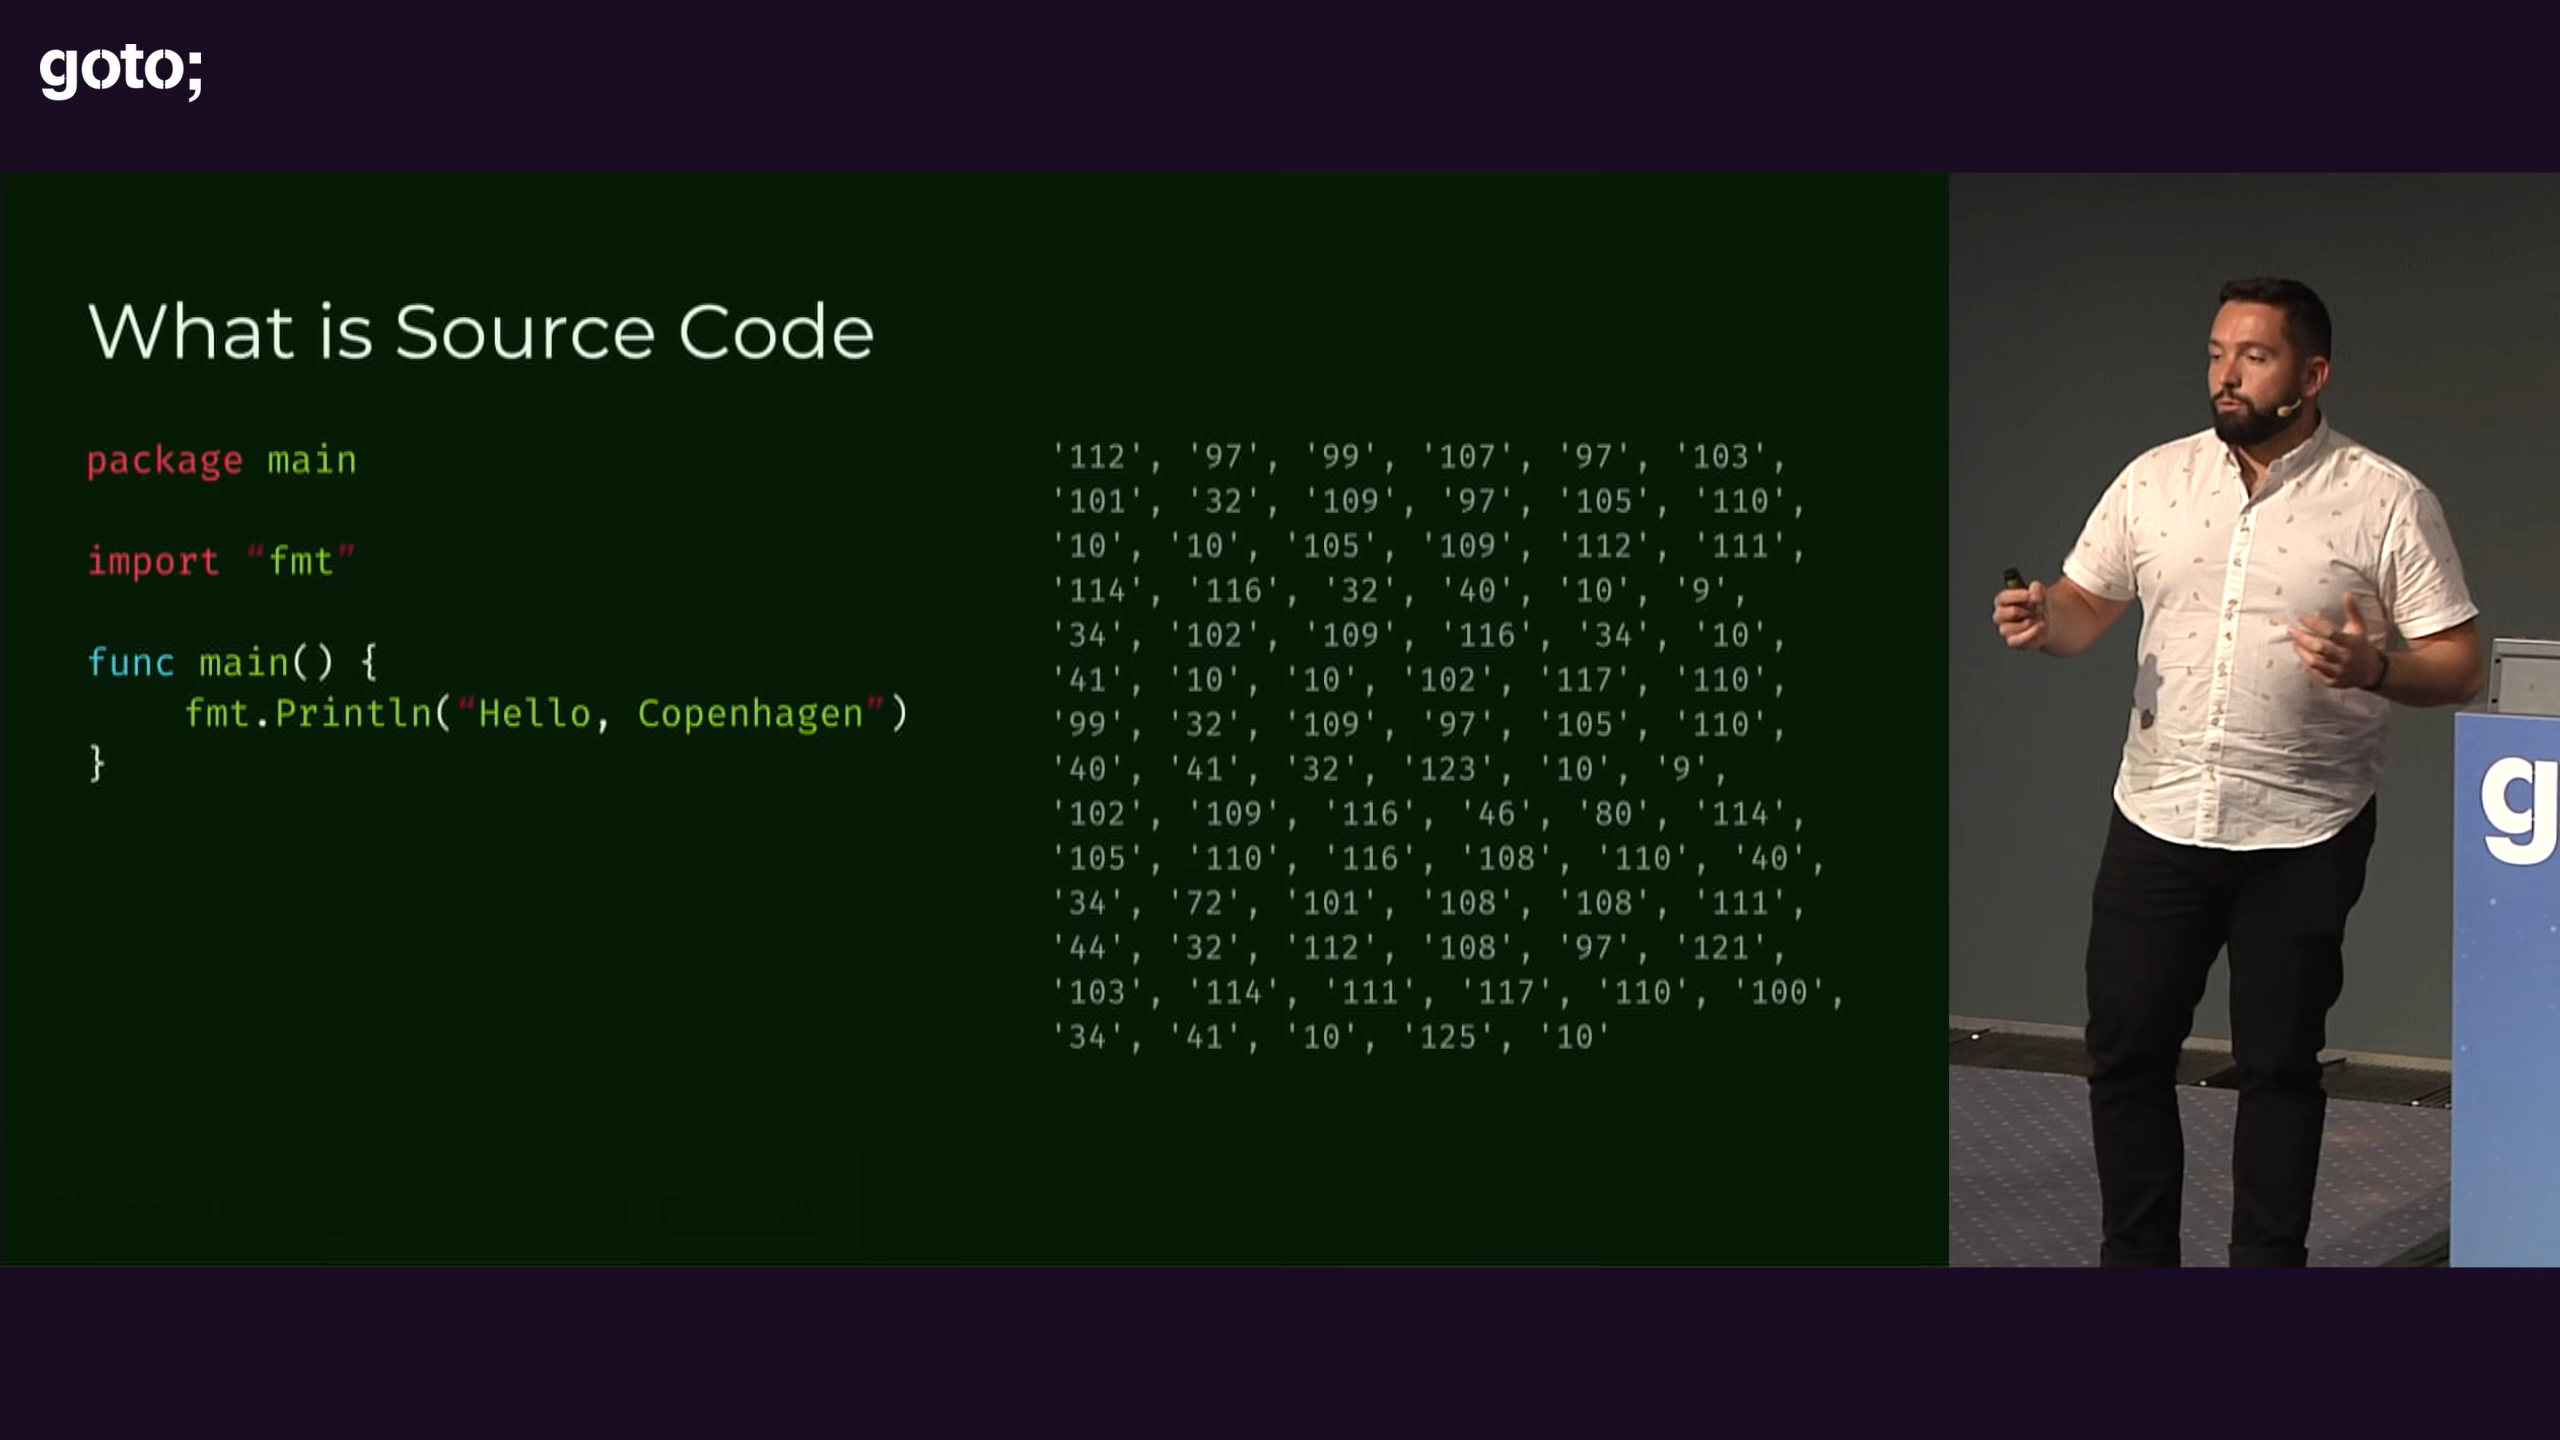 goto;
What is Source Code
package main
import “fmt”
func main() {
fmt.Println(“Hello, Copenhagen”)
}
'112', '97', '99', '107', '97', '103',
'101', '32', '109', '97', '105', '110',
'10', '10', '105', '109', '112', '111',
'114', '116', '32', '40', '10', '9',
'34', '102', '109', '116', '34', '10',
'41', '10', '10', '102', '117', '110',
'99', '32', '109', '97', '105', '110',
'40', '41', '32', '123', '10', '9',
'102', '109', '116', '46', '80', '114',
'105', '110', '116', '108', '110', '40',
'34', '72', '101', '108', '108', '111',
'44', '32', '112', '108', '97', '121',
'103', '114', '111', '117', '110', '100',
'34', '41', '10', '125', '10'
g